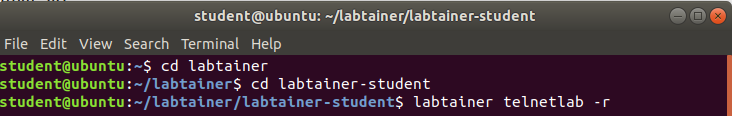 student@ubuntu: ~/labtainer/labtainer-student
File Edit View Search Terminal Help
student@ubuntu:~$ cd labtainer
student@ubuntu:~/labtainer$ cd labtainer-student
student@ubuntu:~/labtainer/labtainer-student$ labtainer telnetlab -r